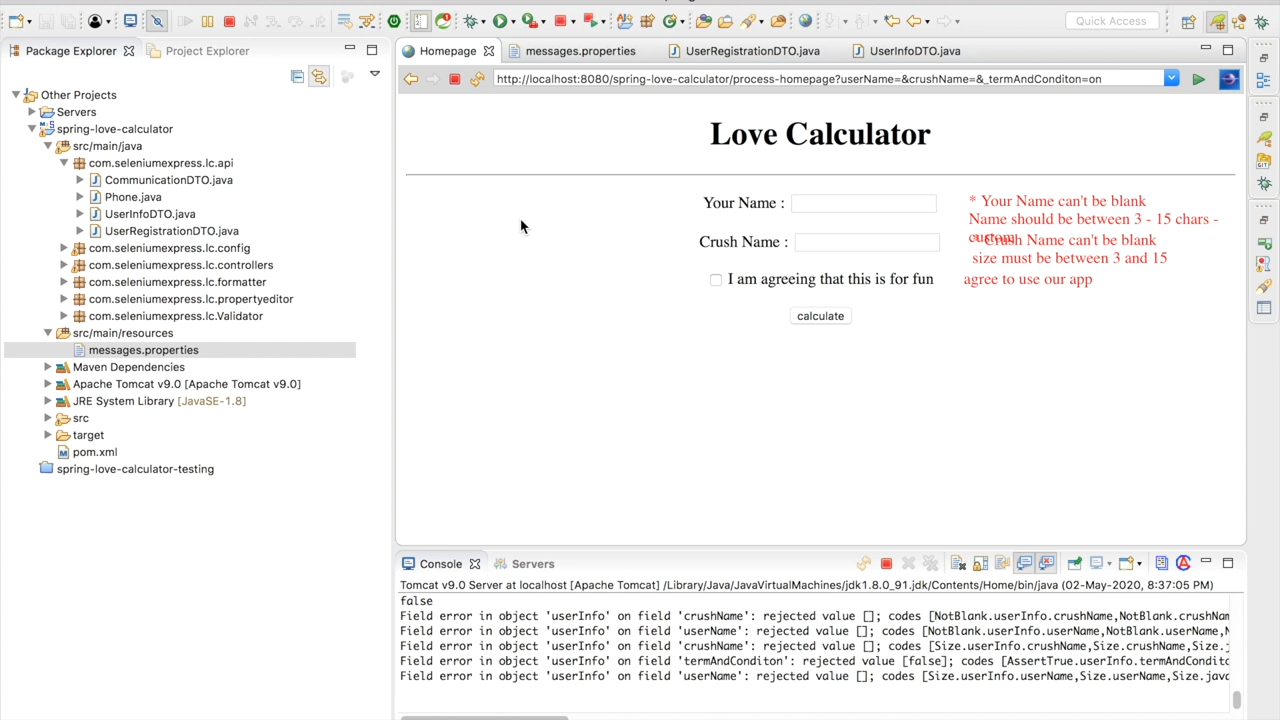 Quick Access
Package Explorer
Project Explorer
Homepage
messages.properties
UserRegistrationDTO.java
UserInfoDTO.java
http://localhost:8080/spring-love-calculator/process-homepage?userName=&crushName=&_termAndConditon=on
Other Projects
Servers
spring-love-calculator
src/main/java
com.seleniumexpress.lc.api
CommunicationDTO.java
Phone.java
UserInfoDTO.java
UserRegistrationDTO.java
com.seleniumexpress.lc.config
com.seleniumexpress.lc.controllers
com.seleniumexpress.lc.formatter
com.seleniumexpress.lc.propertyeditor
com.seleniumexpress.lc.Validator
src/main/resources
messages.properties
Maven Dependencies
Apache Tomcat v9.0 [Apache Tomcat v9.0]
JRE System Library [JavaSE-1.8]
src
target
pom.xml
spring-love-calculator-testing
Love Calculator
Your Name :
* Your Name can't be blank
Name should be between 3 - 15 chars -
custom
Crush Name :
* Crush Name can't be blank
size must be between 3 and 15
I am agreeing that this is for fun
agree to use our app
calculate
Console
Servers
Tomcat v9.0 Server at localhost [Apache Tomcat] /Library/Java/JavaVirtualMachines/jdk1.8.0_91.jdk/Contents/Home/bin/java (02-May-2020, 8:37:05 PM)
false
Field error in object 'userInfo' on field 'crushName': rejected value []; codes [NotBlank.userInfo.crushName,NotBlank.crushNam
Field error in object 'userInfo' on field 'userName': rejected value []; codes [NotBlank.userInfo.userName,NotBlank.userName,N
Field error in object 'userInfo' on field 'crushName': rejected value []; codes [Size.userInfo.crushName,Size.crushName,Size.j
Field error in object 'userInfo' on field 'termAndConditon': rejected value [false]; codes [AssertTrue.userInfo.termAndConditc
Field error in object 'userInfo' on field 'userName': rejected value []; codes [Size.userInfo.userName,Size.userName,Size.java